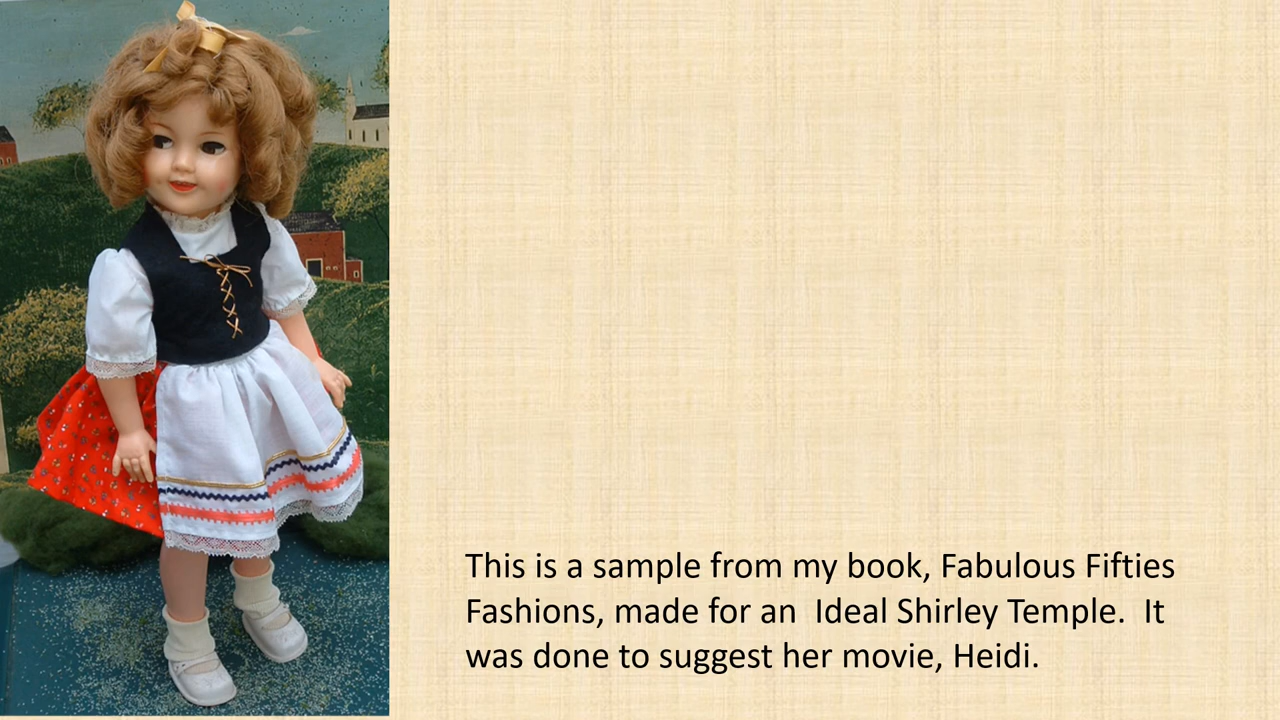 This is a sample from my book, Fabulous Fifties
Fashions, made for an  Ideal Shirley Temple.  It
was done to suggest her movie, Heidi.